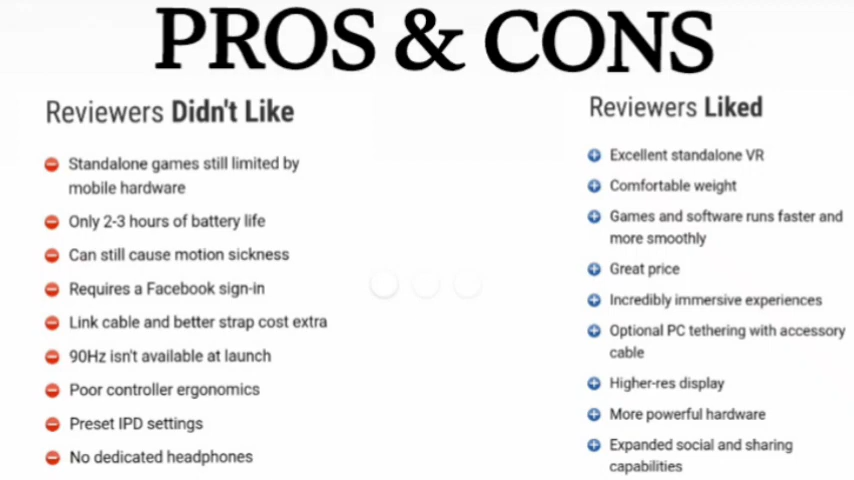 PROS & CONS
Reviewers Didn't Like
Standalone games still limited by
mobile hardware
Only 2-3 hours of battery life
Can still cause motion sickness
Requires a Facebook sign-in
Link cable and better strap cost extra
90Hz isn't available at launch
Poor controller ergonomics
Preset IPD settings
No dedicated headphones
Reviewers Liked
Excellent standalone VR
Comfortable weight
Games and software runs faster and
more smoothly
Great price
Incredibly immersive experiences
Optional PC tethering with accessory
cable
Higher-res display
More powerful hardware
Expanded social and sharing
capabilities